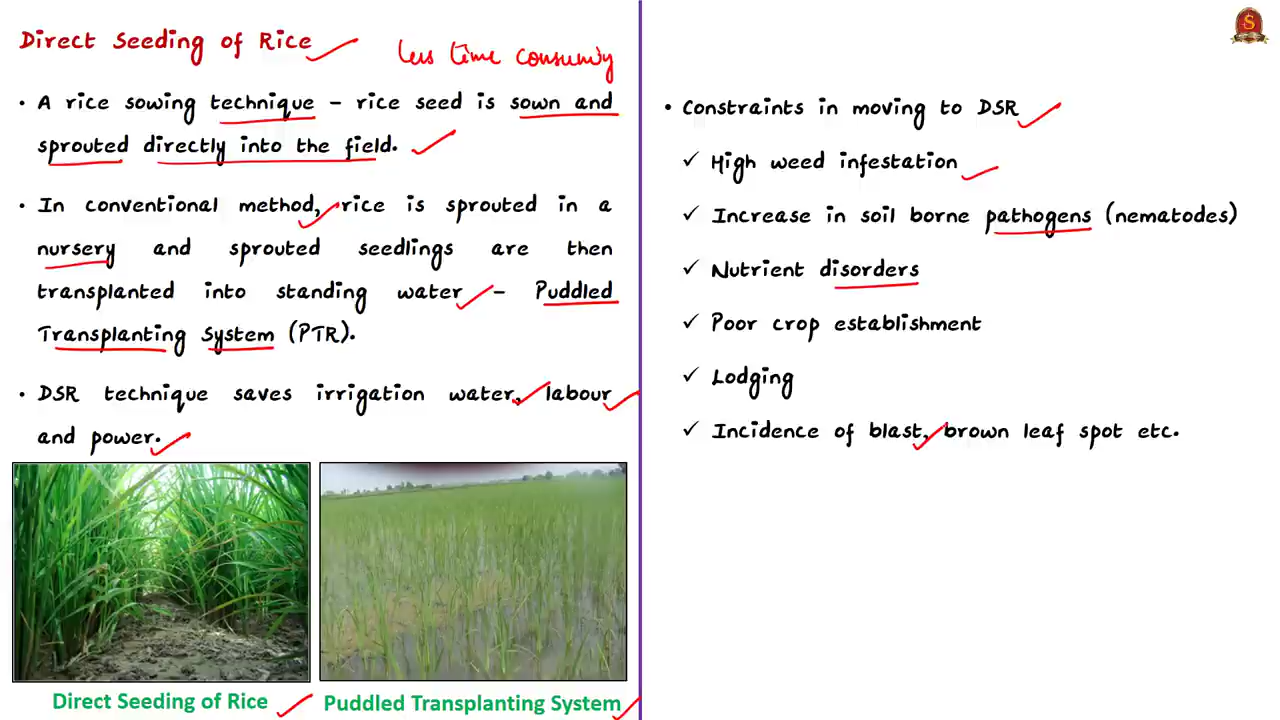 Direct Seeding of Rice
less time consuming
• A rice sowing technique – rice seed is sown and
sprouted directly into the field.
• In conventional method, rice is sprouted in a
nursery and sprouted seedlings are then
transplanted into standing water – Puddled
Transplanting System (PTR).
• DSR technique saves irrigation water, labour
and power.
Direct Seeding of Rice
Puddled Transplanting System
• Constraints in moving to DSR
✓ High weed infestation
✓ Increase in soil borne pathogens (nematodes)
✓ Nutrient disorders
✓ Poor crop establishment
✓ Lodging
✓ Incidence of blast, brown leaf spot etc.
S